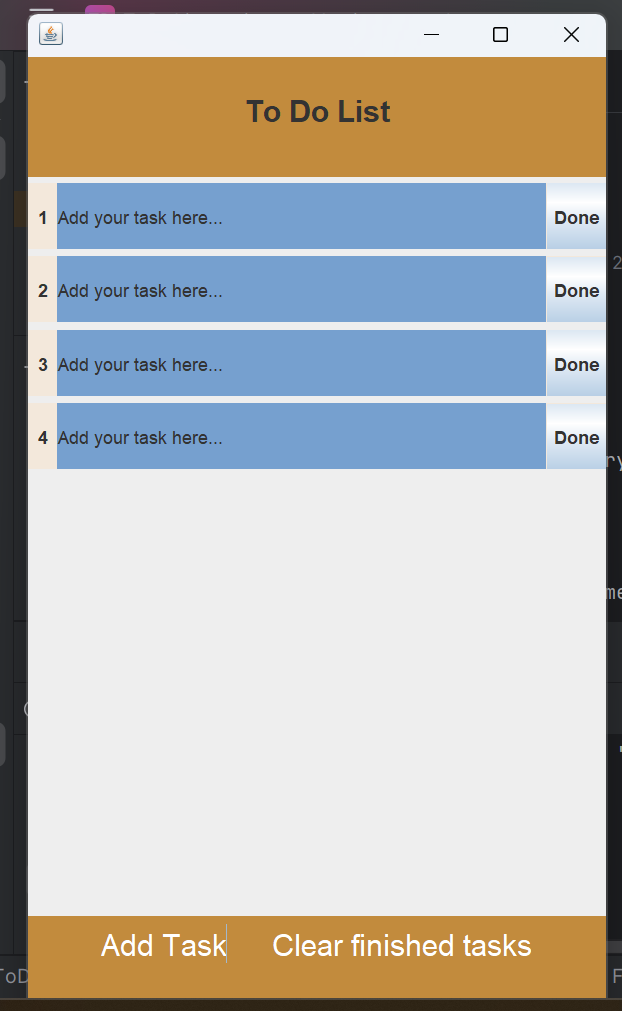 To Do List
1 Add your task here... Done
2 Add your task here... Done
3 Add your task here... Done
4 Add your task here... Done
Add Task Clear finished tasks